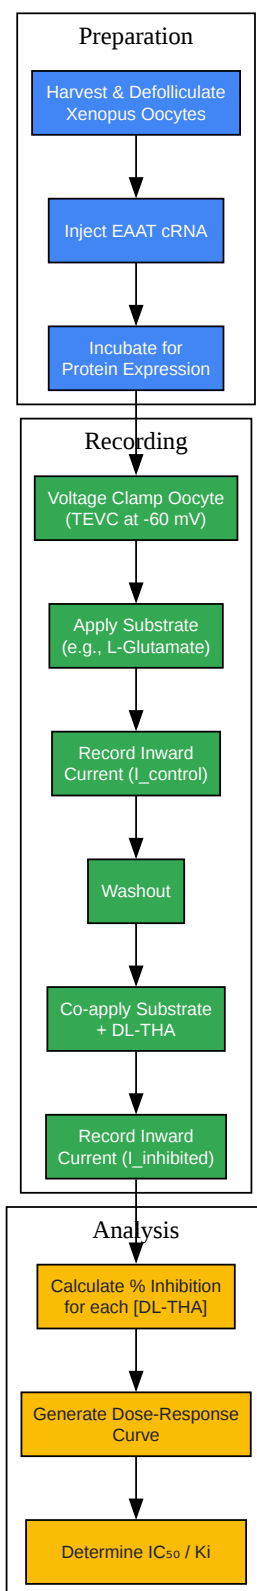 Preparation
Harvest & Defolliculate
Xenopus Oocytes
Inject EAAT cRNA
Incubate for
Protein Expression
Recording
Voltage Clamp Oocyte
(TEVC at -60 mV)
Apply Substrate
(e.g., L-Glutamate)
Record Inward
Current (I_control)
Washout
Co-apply Substrate
+ DL-THA
Record Inward
Current (I_inhibited)
Analysis
Calculate % Inhibition
for each [DL-THA]
Generate Dose-Response
Curve
Determine IC₅₀ / Ki